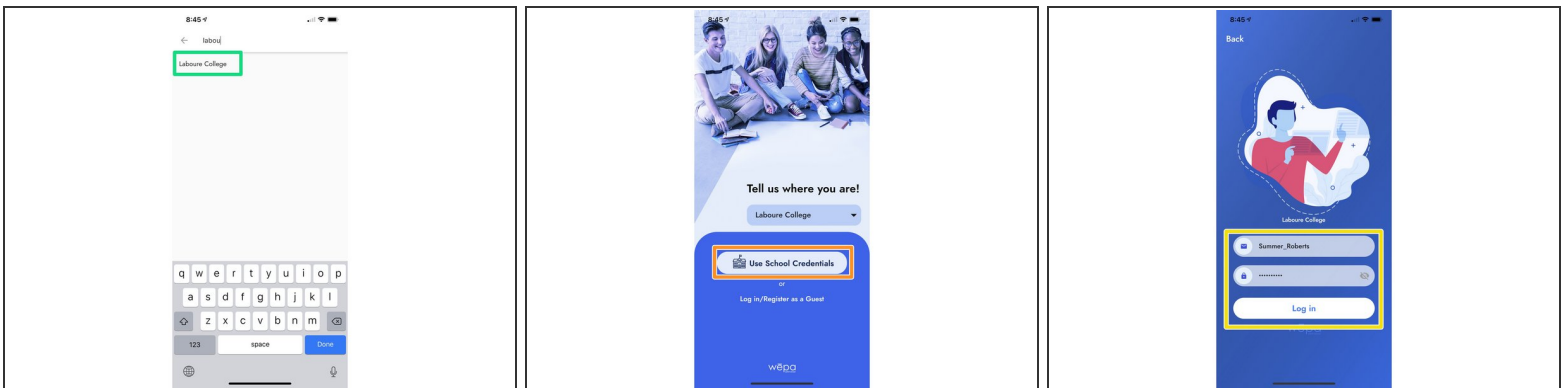 8:45
labou
Laboure College
q w e r t y u i o p
a s d f g h j k l
z x c v b n m
123 space Done
8:45
Tell us where you are!
Laboure College
Use School Credentials
or
Log in/Register as a Guest
wēpa
8:45
Back
Laboure College
Summer_Roberts
••••••••••
Log in